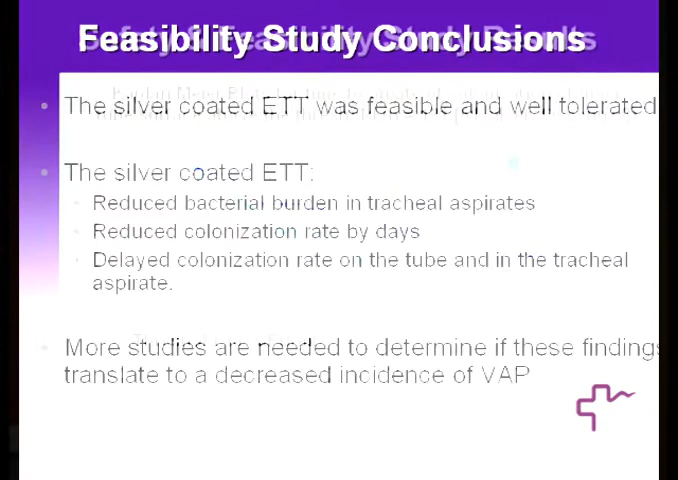 Feasibility Study Conclusions
• The silver coated ETT was feasible and well tolerated
• The silver coated ETT:
Reduced bacterial burden in tracheal aspirates
Reduced colonization rate by days
Delayed colonization rate on the tube and in the tracheal
aspirate.
More studies are needed to determine if these findings
translate to a decreased incidence of VAP